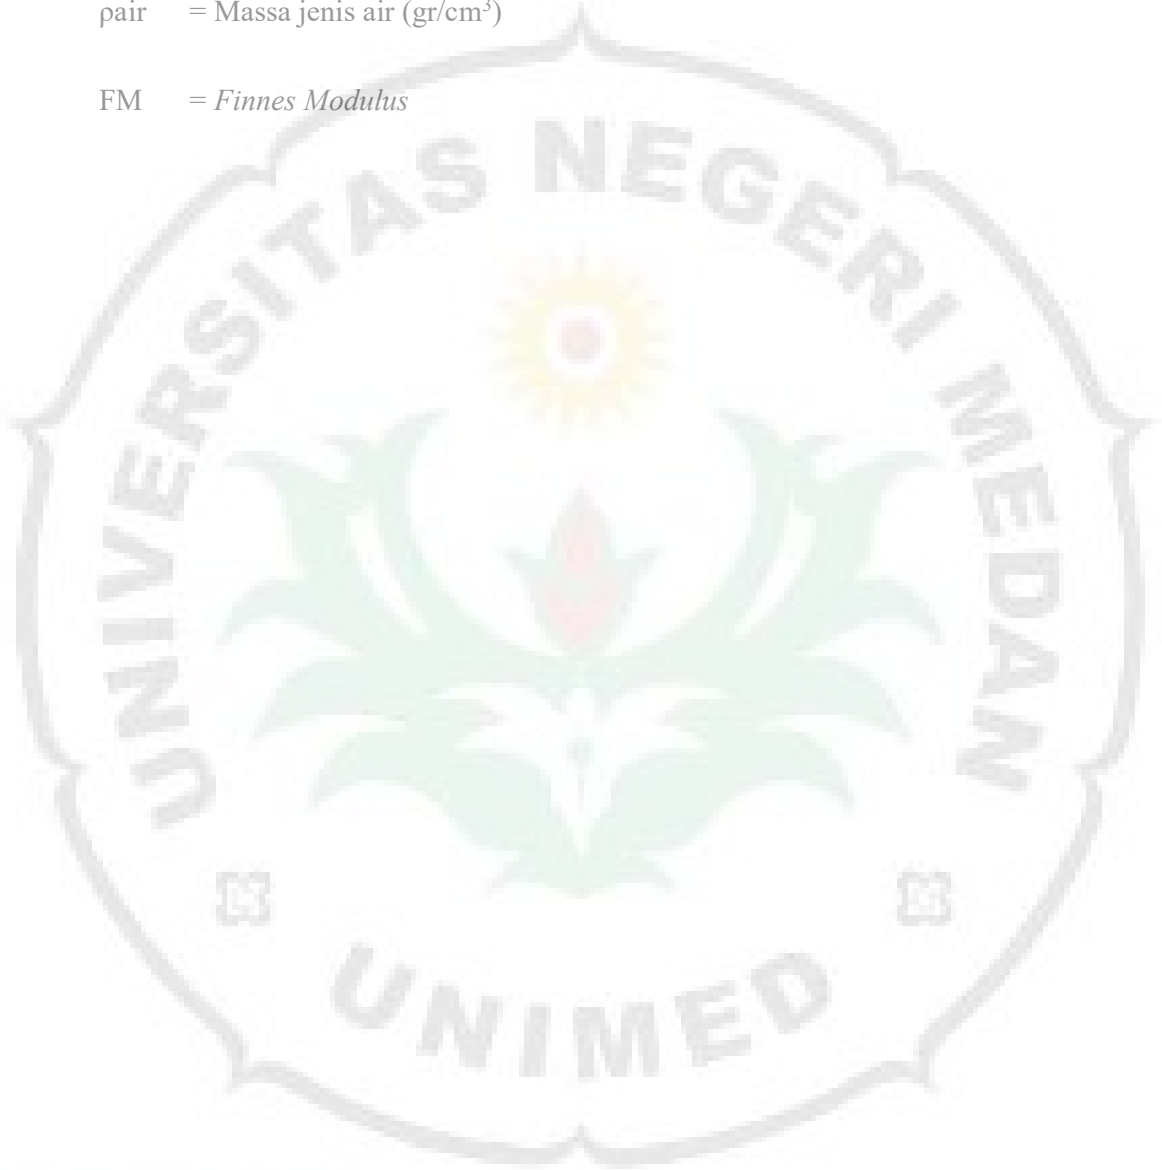 ρair = Massa jenis air (gr/cm³)
FM = Finnes Modulus
UNIVERSITAS NEGERI MEDAN
UNIMED